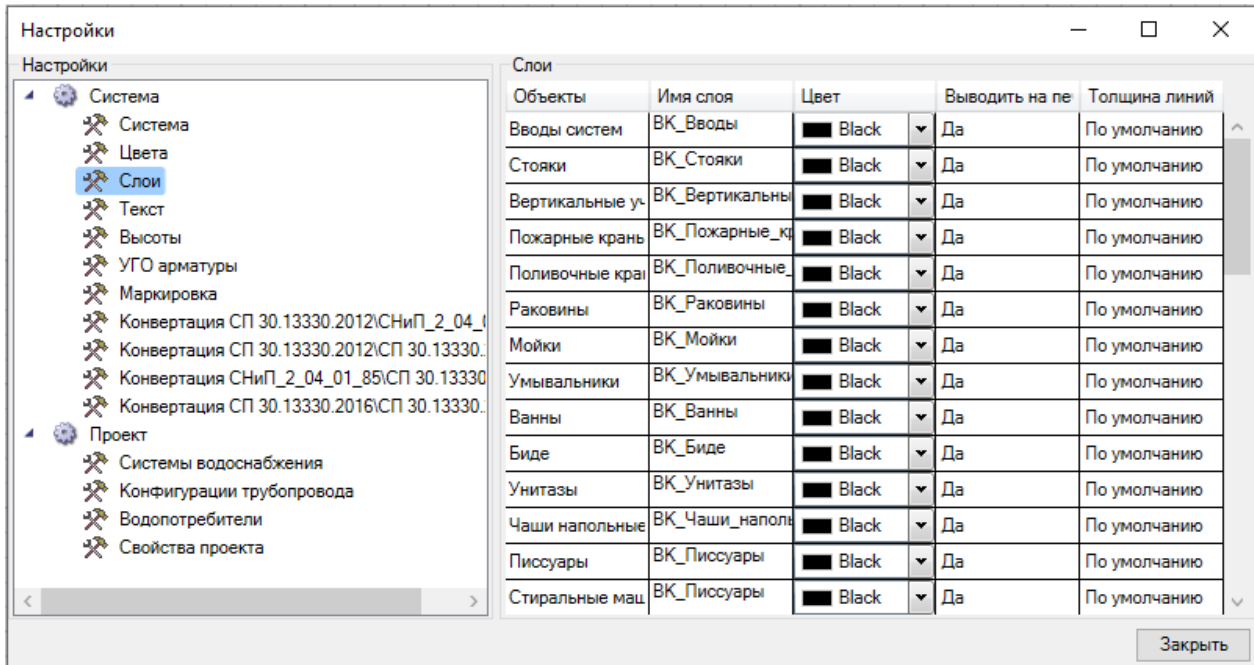 Настройки
Настройки
Система
Система
Цвета
Слои
Текст
Высоты
УГО арматуры
Маркировка
Конвертация СП 30.13330.2012\СНиП_2_04_
Конвертация СП 30.13330.2012\СП 30.13330.
Конвертация СНиП_2_04_01_85\СП 30.13330
Конвертация СП 30.13330.2016\СП 30.13330.
Проект
Системы водоснабжения
Конфигурации трубопровода
Водопотребители
Свойства проекта
Слои
Объекты Имя слоя Цвет Выводить на пе Толщина линий
Вводы систем ВК_Вводы Black Да По умолчанию
Стояки ВК_Стояки Black Да По умолчанию
Вертикальные уч ВК_Вертикальны Black Да По умолчанию
Пожарные краны ВК_Пожарные_кр Black Да По умолчанию
Поливочные кран ВК_Поливочные_ Black Да По умолчанию
Раковины ВК_Раковины Black Да По умолчанию
Мойки ВК_Мойки Black Да По умолчанию
Умывальники ВК_Умывальники Black Да По умолчанию
Ванны ВК_Ванны Black Да По умолчанию
Биде ВК_Биде Black Да По умолчанию
Унитазы ВК_Унитазы Black Да По умолчанию
Чаши напольные ВК_Чаши_наполь Black Да По умолчанию
Писсуары ВК_Писсуары Black Да По умолчанию
Стиральные маш ВК_Писсуары Black Да По умолчанию
Закрыть